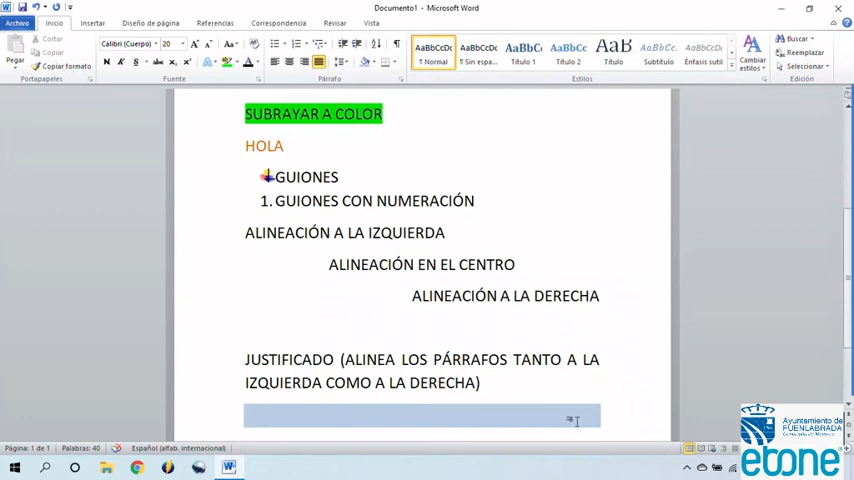 Documento1 - Microsoft Word
Archivo Inicio Insertar Diseño de página Referencias Correspondencia Revisar Vista
Cortar
Copiar
Copiar formato
Pegar
Portapapeles
Calibri (Cuerpo) 20
Fuente
Párrafo
AaBbCcDc AaBbCcDc AaBbC AaBbCc AaB AaBbCc. AaBbCcDc
¶ Normal ¶ Sin espa... Título 1 Título 2 Título Subtítulo Énfasis sutil
Cambiar estilos
Estilos
Buscar
Reemplazar
Seleccionar
Edición
SUBRAYAR A COLOR
HOLA
GUIONES
1. GUIONES CON NUMERACIÓN
ALINEACIÓN A LA IZQUIERDA
ALINEACIÓN EN EL CENTRO
ALINEACIÓN A LA DERECHA
JUSTIFICADO (ALINEA LOS PÁRRAFOS TANTO A LA
IZQUIERDA COMO A LA DERECHA)
Página: 1 de 1 Palabras: 40 Español (alfab. internacional)
Ayuntamiento de
FUENLABRADA
etone